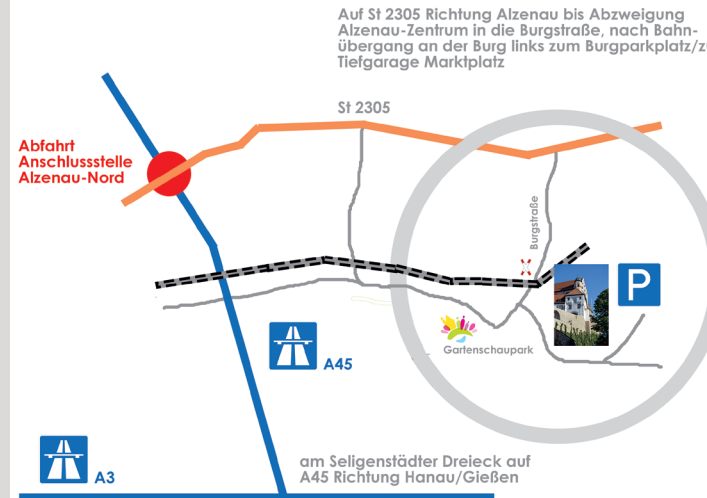 Auf St 2305 Richtung Alzenau bis Abzweigung
Alzenau-Zentrum in die Burgstraße, nach Bahn-
übergang an der Burg links zum Burgparkplatz/z
Tiefgarage Marktplatz
St 2305
Abfahrt
Anschlussstelle
Alzenau-Nord
Burgstraße
P
Gartenschaupark
A45
A3
am Seligenstädter Dreieck auf
A45 Richtung Hanau/Gießen